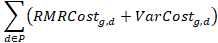 ∑_{d∈P} (RMRCost_{g,d} + VarCost_{g,d})